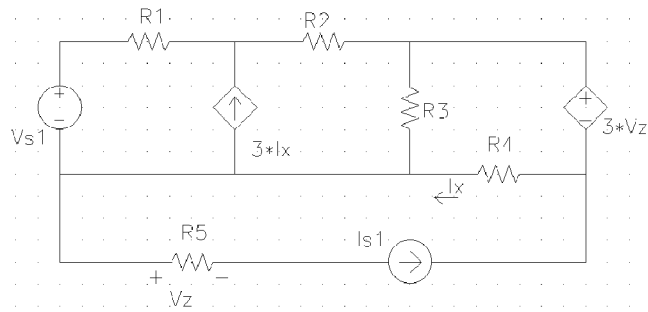 R1
R2
+
−
Vs1
3*Ix
R3
+
−
3*Vz
R4
Ix
R5
+ −
Vz
Is1